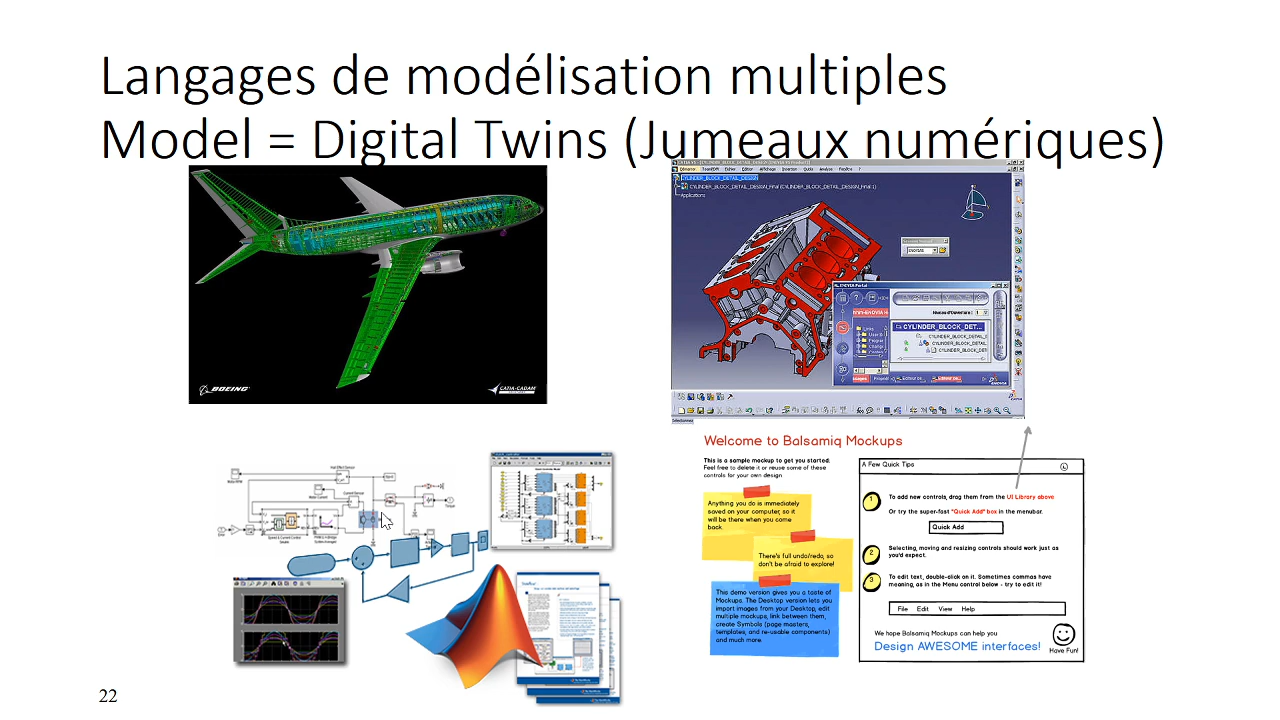 Langages de modélisation multiples
Model = Digital Twins (Jumeaux numériques)
BOEING
CATIA-CADAM
CYLINDER_BLOCK_DETAIL_DESIGN
CYLINDER_BLOCK_DETAIL_DESIGN_Final (CYLINDER_BLOCK_DETAIL_DESIGN_Final.1)
Applications
Links
CYLINDER_BLOCK_DET...
CYLINDER_BLOCK_DETAIL_D
CYLINDER_BLOCK_DETAIL
CYLINDER_BLOCK_DET
Welcome to Balsamiq Mockups
This is a sample mockup to get you started.
Feel free to delete it or reuse some of these
controls for your own design
Anything you do is immediately
saved on your computer, so it
will be there when you come
back.
There's full undo/redo, so
don't be afraid to explore!
This demo version gives you a taste of
Mockups. The Desktop version lets you
import images from your Desktop, edit
multiple mockups, link between them,
create Symbols (page masters,
templates, and re-usable components)
and much more.
A Few Quick Tips
1
To add new controls, drag them from the UI Library above
Or try the super-fast "Quick Add" box in the menubar.
Quick Add
2
Selecting, moving and resizing controls should work just as
you'd expect.
3
To edit text, double-click on it. Sometimes commas have
meaning, as in the Menu control below - try to edit it!
File Edit View Help
We hope Balsamiq Mockups can help you
Design AWESOME interfaces!
Have Fun!
22